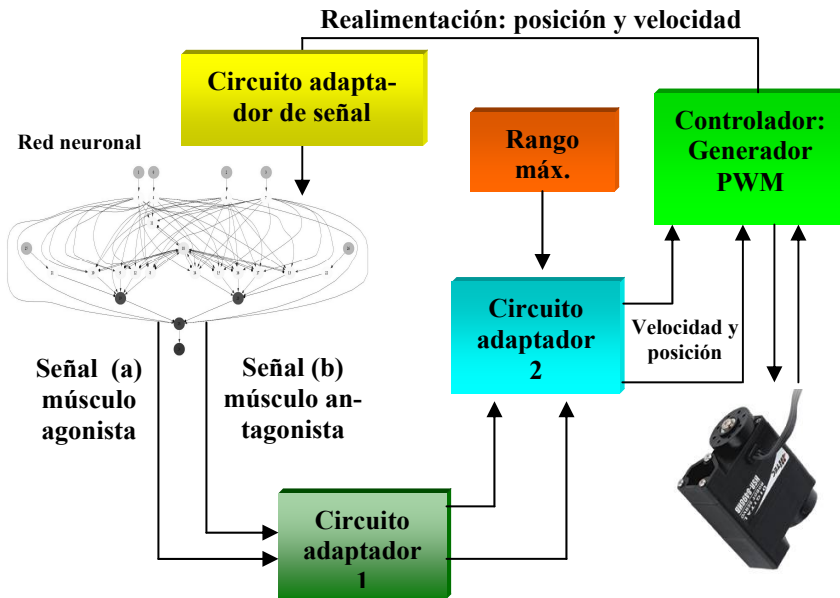 Realimentación: posición y velocidad
Circuito adapta-
dor de señal
Red neuronal
Rango
máx.
Controlador:
Generador
PWM
Circuito
adaptador
2
Velocidad y
posición
Señal (a)
músculo
agonista
Señal (b)
músculo an-
tagonista
Circuito
adaptador
1
DIGITAL